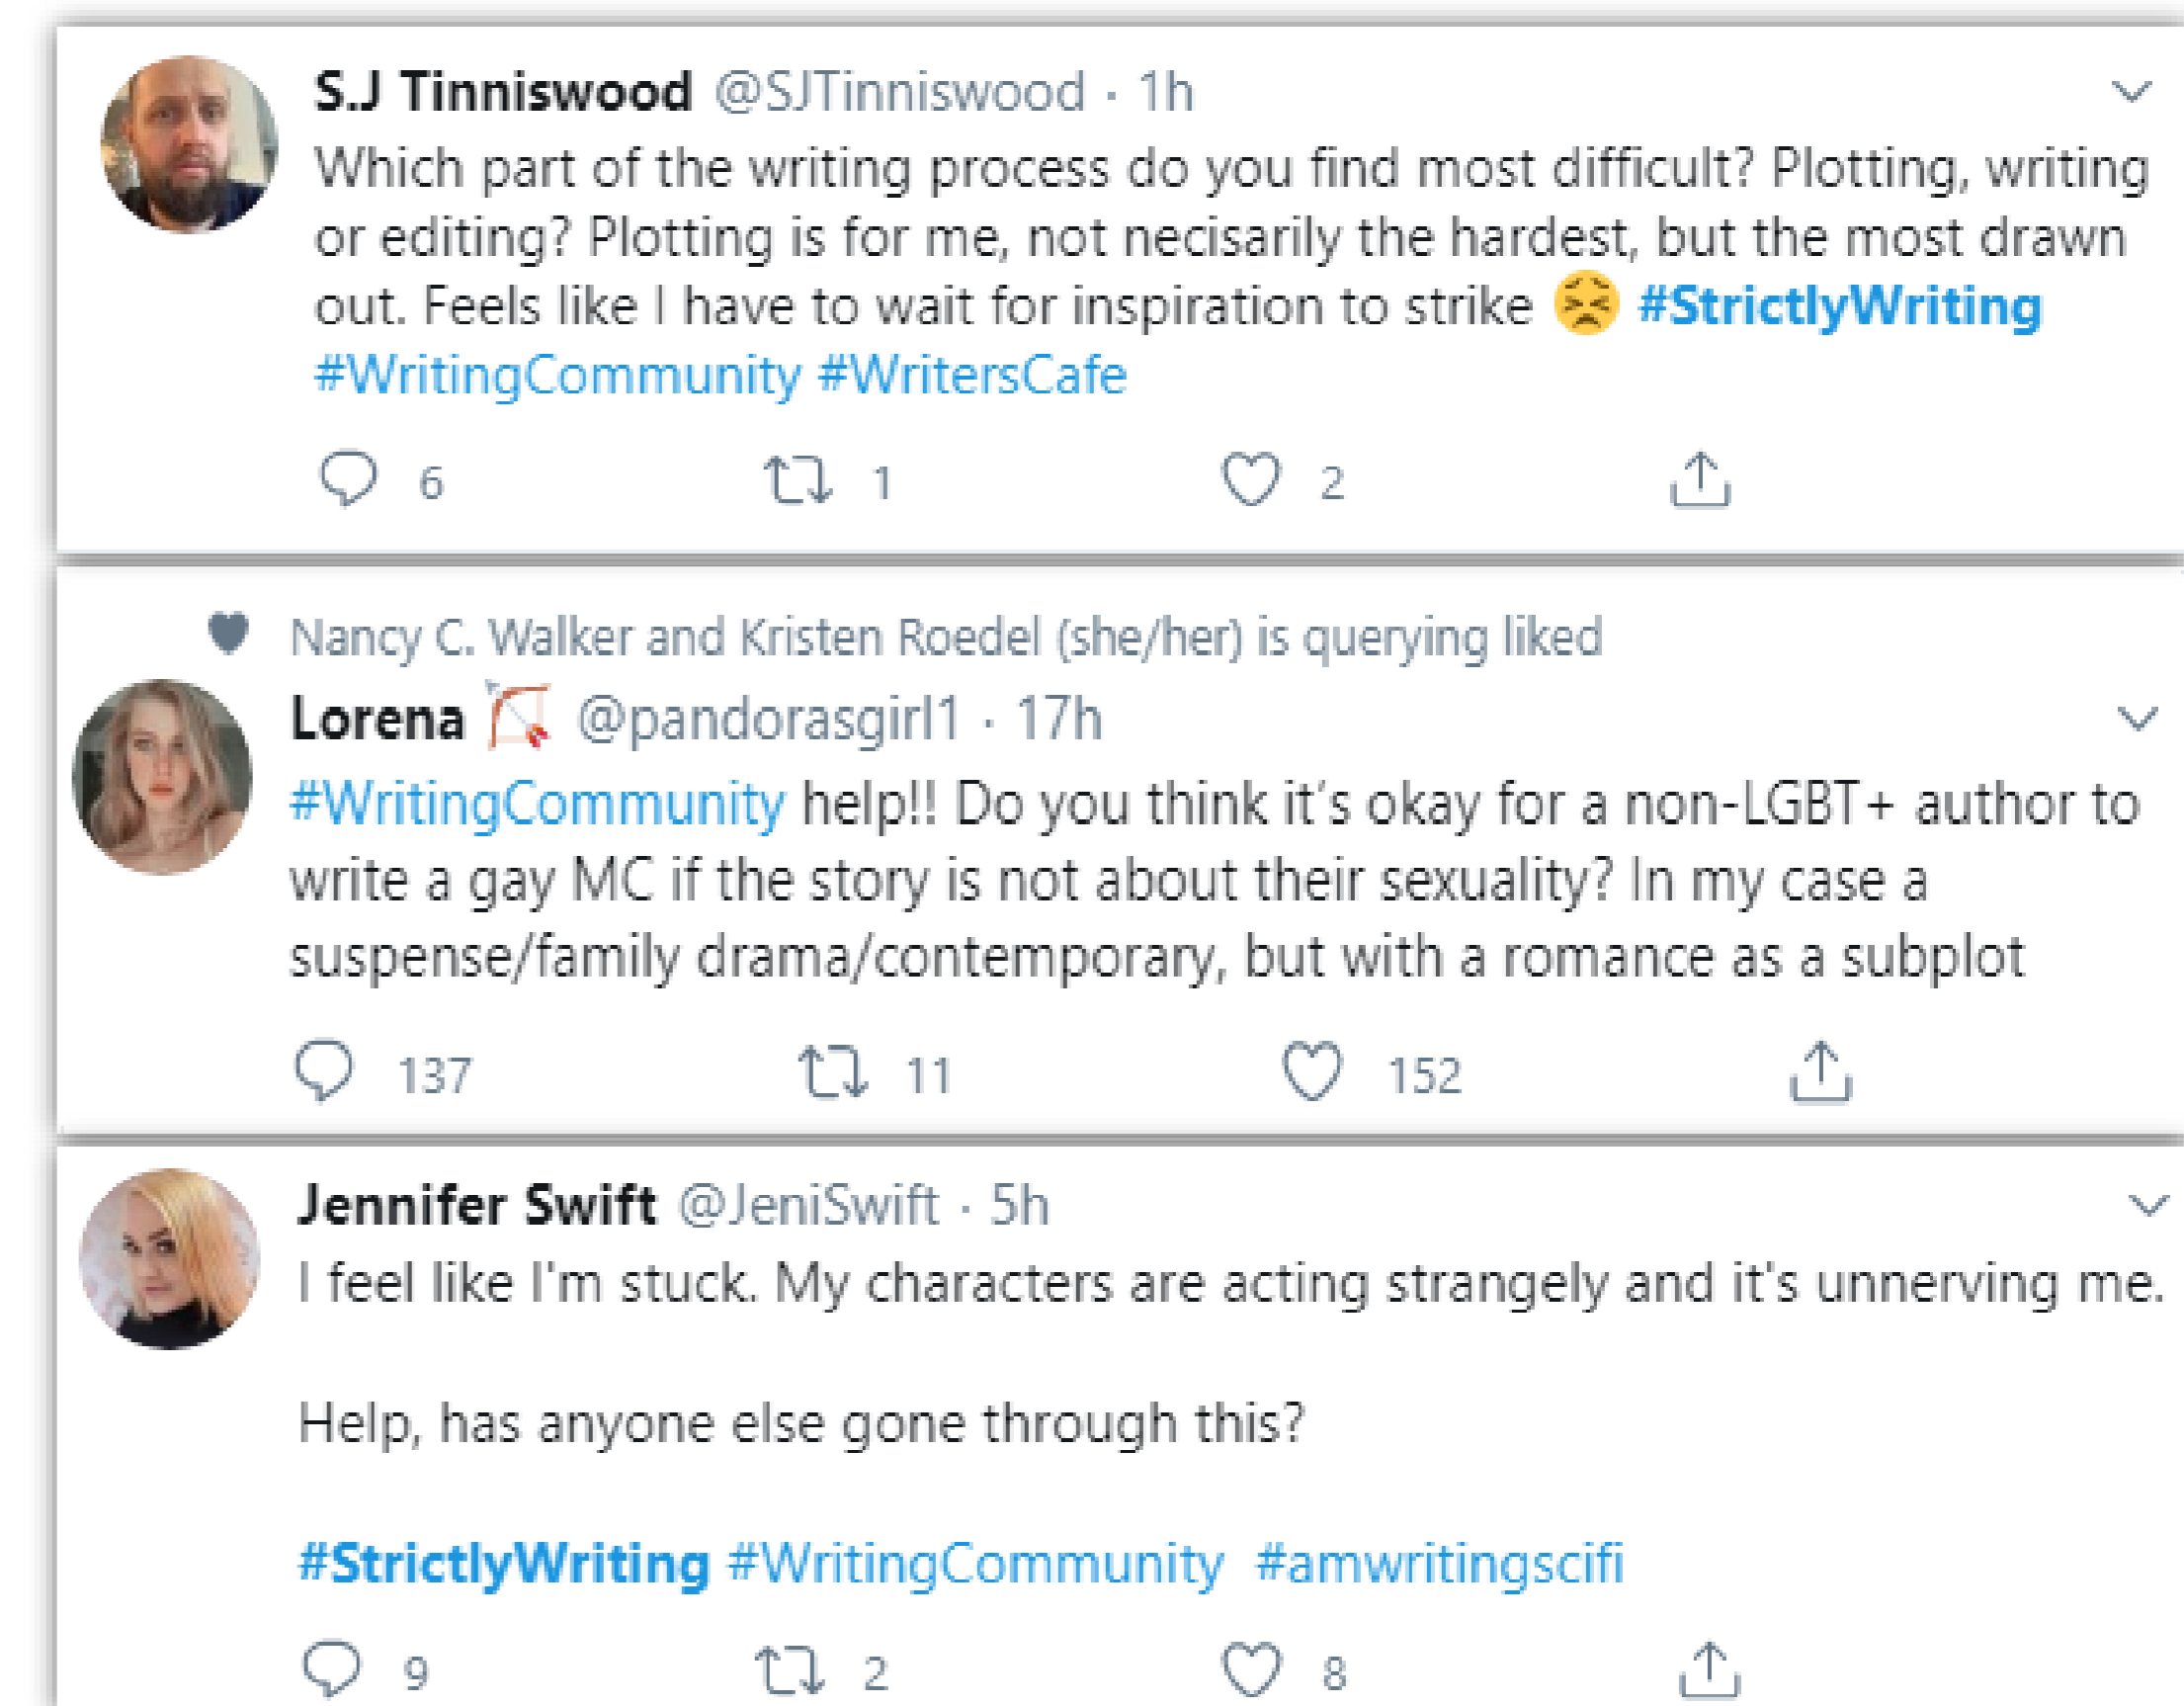 S.J Tinniswood @SJTinniswood · 1h
Which part of the writing process do you find most difficult? Plotting, writing
or editing? Plotting is for me, not necisarily the hardest, but the most drawn
out. Feels like I have to wait for inspiration to strike 😣 #StrictlyWriting
#WritingCommunity #WritersCafe
6 1 2
Nancy C. Walker and Kristen Roedel (she/her) is querying liked
Lorena 🏹 @pandorasgirl1 · 17h
#WritingCommunity help!! Do you think it's okay for a non-LGBT+ author to
write a gay MC if the story is not about their sexuality? In my case a
suspense/family drama/contemporary, but with a romance as a subplot
137 11 152
Jennifer Swift @JeniSwift · 5h
I feel like I'm stuck. My characters are acting strangely and it's unnerving me.
Help, has anyone else gone through this?
#StrictlyWriting #WritingCommunity #amwritingscifi
9 2 8